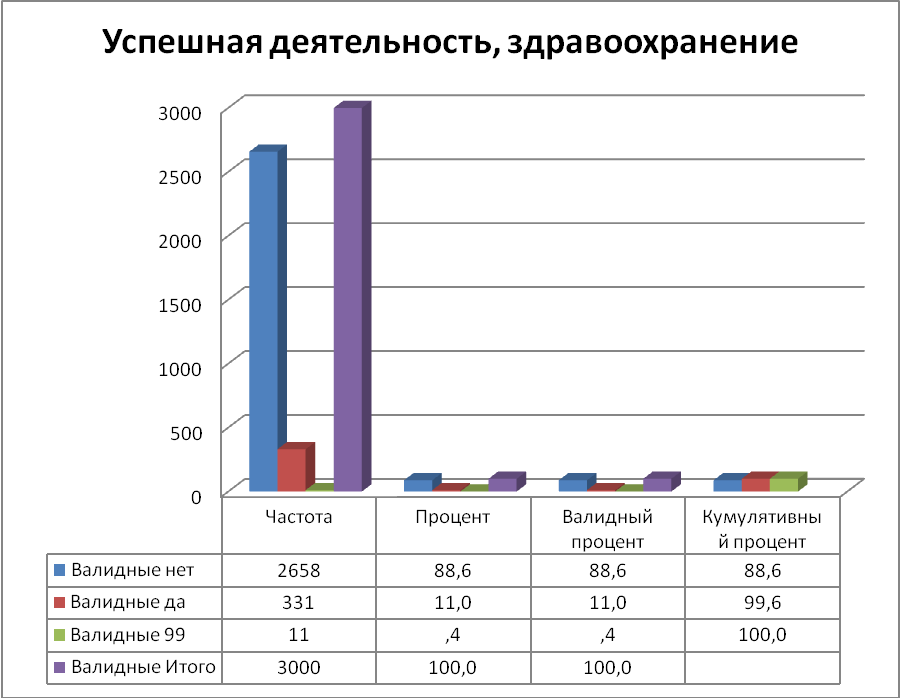 Успешная деятельность, здравоохранение
3000
2500
2000
1500
1000
500
0
Частота Процент Валидный процент Кумулятивны й процент
Валидные нет 2658 88,6 88,6 88,6
Валидные да 331 11,0 11,0 99,6
Валидные 99 11 ,4 ,4 100,0
Валидные Итого 3000 100,0 100,0